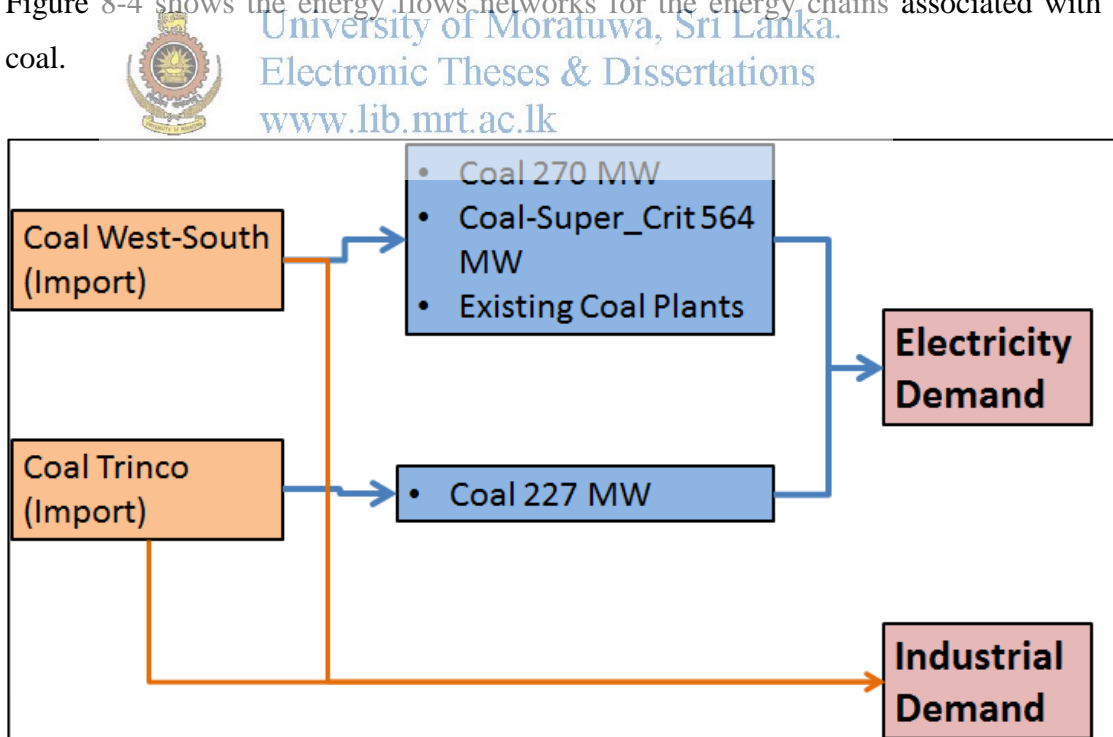 Figure 8-4 shows the energy flows networks for the energy chains associated with
coal.
University of Moratuwa, Sri Lanka.
Electronic Theses & Dissertations
www.lib.mrt.ac.lk
Coal West-South
(Import)
• Coal 270 MW
• Coal-Super_Crit 564
MW
• Existing Coal Plants
Electricity
Demand
Coal Trinco
(Import)
• Coal 227 MW
Industrial
Demand